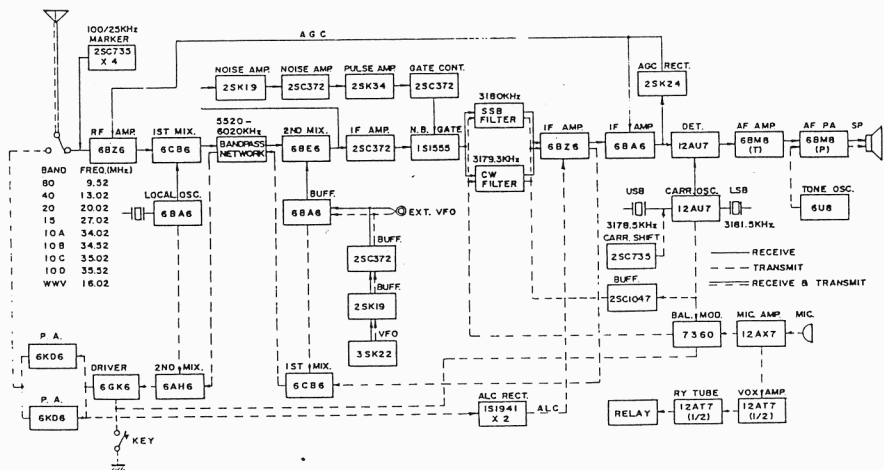 100/25KHz
MARKER
2SC735
X 4
AGC
NOISE AMP.
2SK19
NOISE AMP
2SC372
PULSE AMP.
2SK34
GATE CONT.
2SC372
AGC RECT.
2SK24
RF AMP.
6BZ6
1ST MIX.
6CB6
5520-
6020KHz
BANDPASS
NETWORK
2ND MIX.
6BE6
IF AMP.
2SC372
N.B. GATE
1S1555
3180KHz
SSB
FILTER
3179.3KHz
CW
FILTER
IF AMP.
6BZ6
IF AMP
6BA6
DET.
12AU7
AF AMP
6BM8
(T)
AF PA
6BM8
(P)
SP
BAND FREQ.(MHz)
80 9.52
40 13.02
20 20.02
15 27.02
10A 34.02
10B 34.52
10C 35.02
10D 35.52
WWV 16.02
LOCAL OSC.
6BA6
BUFF.
6BA6
EXT. VFO
BUFF.
2SC372
BUFF.
2SK19
VFO
3SK22
USB
3178.5KHz
CARR. OSC.
12AU7
LSB
3181.5KHz
TONE OSC.
6U8
CARR. SHIFT
2SC735
BUFF.
2SC1047
RECEIVE
TRANSMIT
RECEIVE & TRANSMIT
BAL. MOD.
7360
MIC. AMP.
12AX7
MIC.
P. A.
6KD6
P. A.
6KD6
DRIVER
6GK6
2ND MIX.
6AH6
1ST MIX.
6CB6
ALC RECT.
1S1941
X 2
ALC
RELAY
RY TUBE
12AT7
(1/2)
VOX AMP.
12AT7
(1/2)
KEY